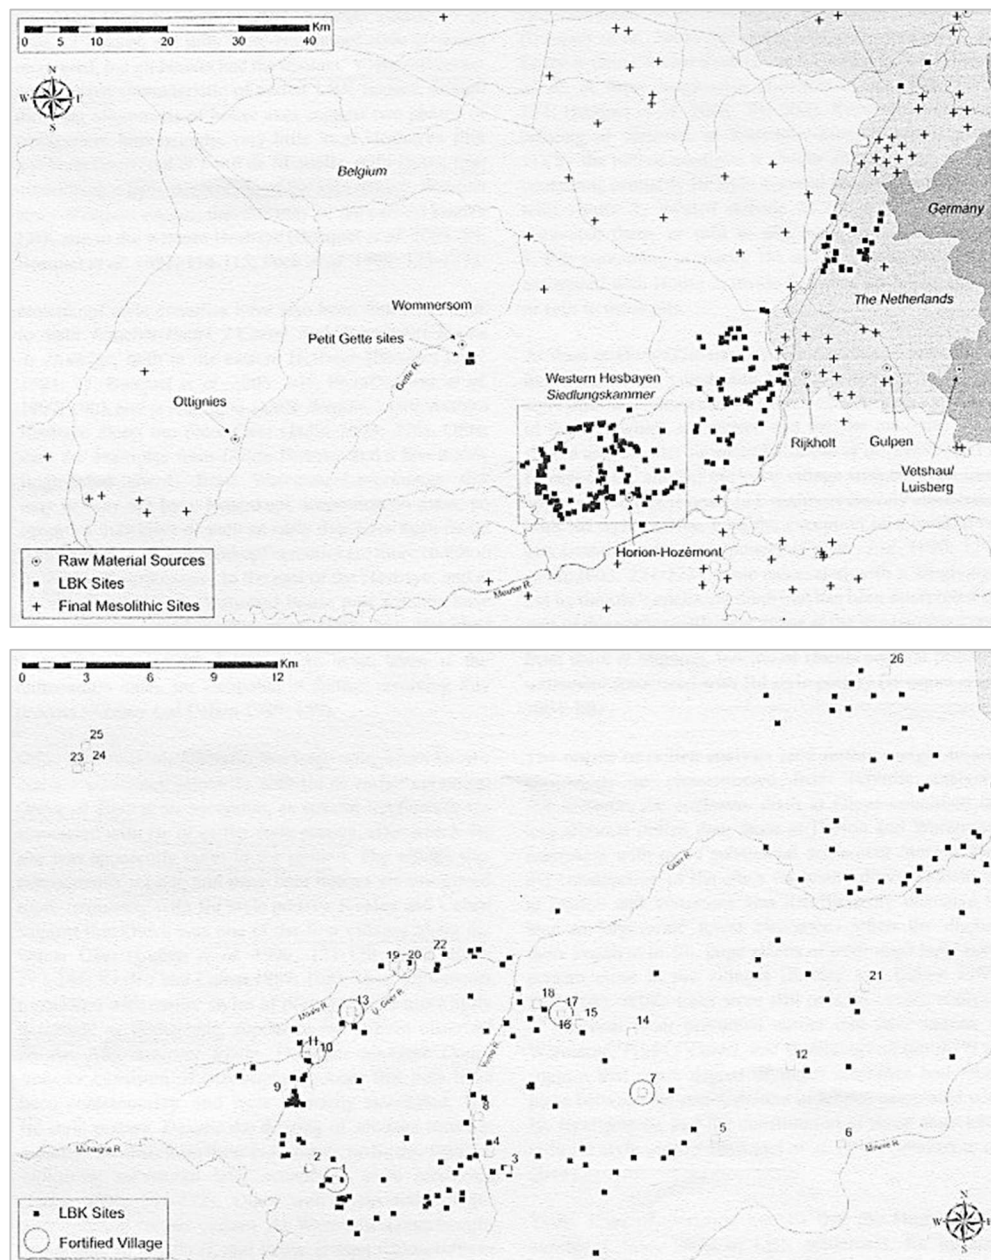 Km
0 5 10 20 30 40
N
W E
S
Belgium
Germany
The Netherlands
Wommersom
Petit Gette sites
Gette R.
Ottignies
Western Hesbayen
Siedlungskammer
Rijkholt
Gulpen
Vetshau/
Luisberg
Horion-Hozémont
Meuse R.
Raw Material Sources
LBK Sites
Final Mesolithic Sites
Km
0 3 6 9 12
26
25
23 24
Geer R.
22
19 20
21
13
18 17
16 15
14
11
10
12
9
7
8
Mehaigne R.
5
6
4
Meuse R.
2
3
1
N
W E
S
LBK Sites
Fortified Village